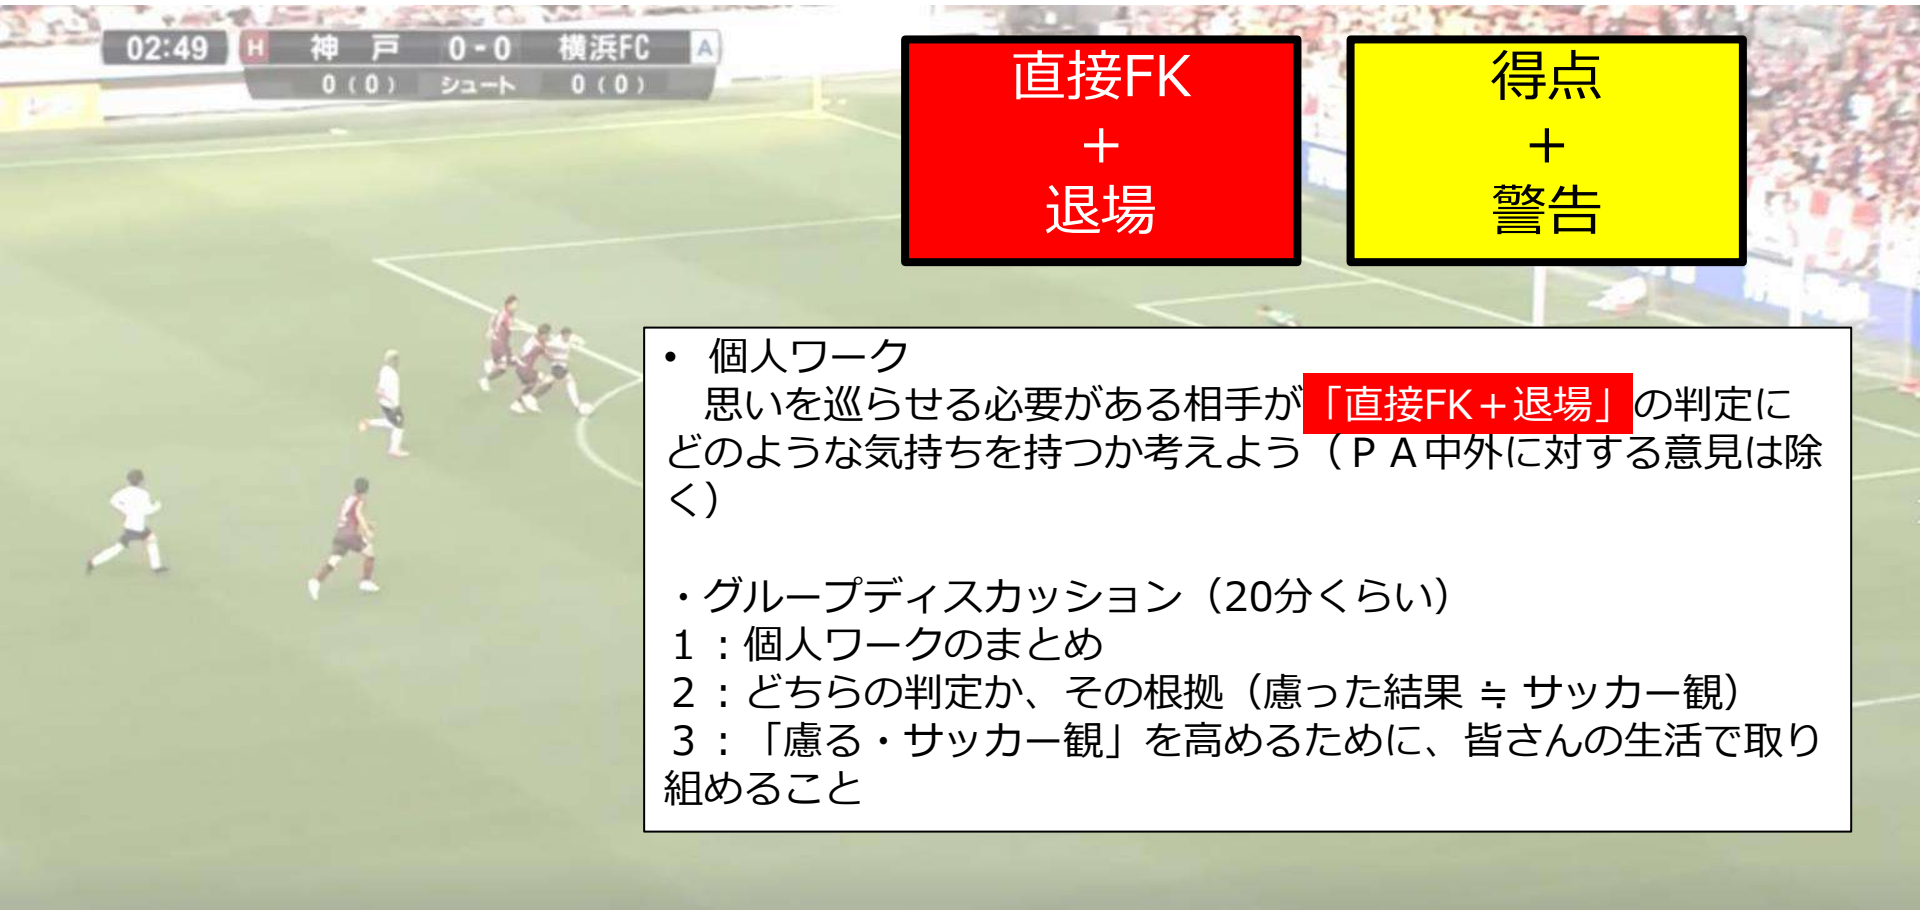 02:49 H 神戸 0-0 横浜FC A
0(0) シュート 0(0)
直接FK
＋
退場
得点
＋
警告
• 個人ワーク
思いを巡らせる必要がある相手が「直接FK＋退場」の判定に
どのような気持ちを持つか考えよう（ＰＡ中外に対する意見は除
く）
・グループディスカッション（20分くらい）
１：個人ワークのまとめ
２：どちらの判定か、その根拠（慮った結果 ≒ サッカー観）
３：「慮る・サッカー観」を高めるために、皆さんの生活で取り
組めること